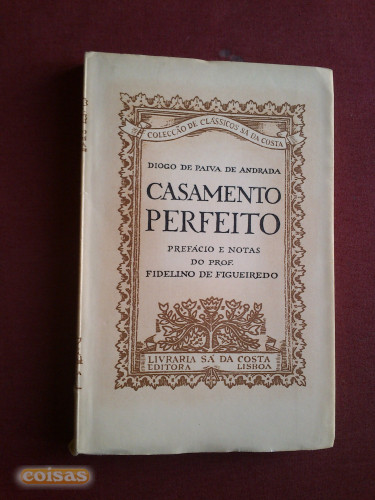 COLECÇÃO DE CLÁSSICOS SÁ DA COSTA
DIOGO DE PAIVA DE ANDRADA
CASAMENTO
PERFEITO
PREFÁCIO E NOTAS
DO PROF.
FIDELINO DE FIGUEIREDO
LIVRARIA SÁ DA COSTA
EDITORA LISBOA
coisas